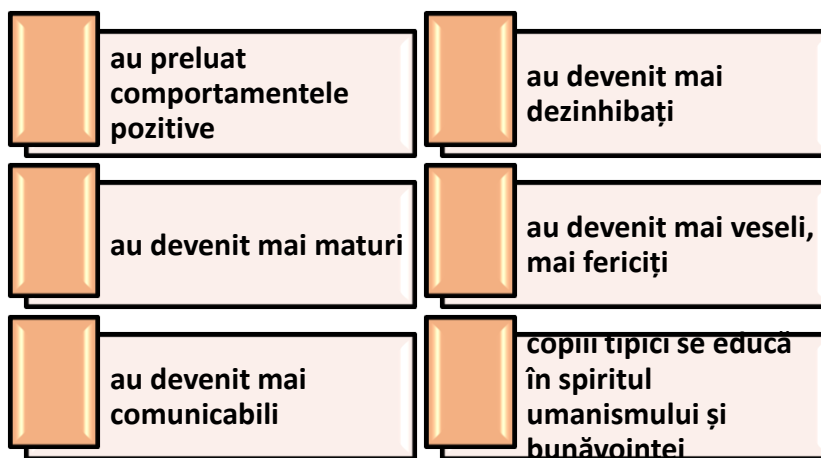 au preluat
comportamentele
pozitive
au devenit mai
dezinhibați
au devenit mai maturi
au devenit mai veseli,
mai fericiți
au devenit mai
comunicabili
copiii tipici se educă
în spiritul
umanismului și
bunăvoinței